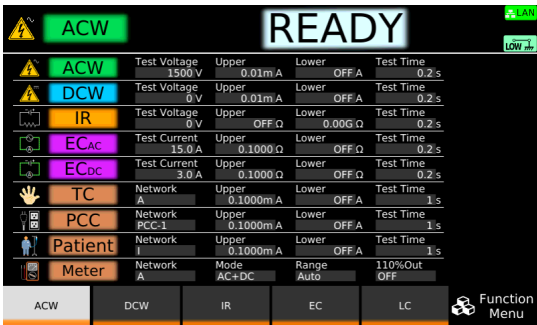 LAN
ACW READY
LOW
Test Voltage Upper Lower Test Time
ACW 1500 V 0.01m A OFF A 0.2 s
Test Voltage Upper Lower Test Time
DCW 0 V 0.01m A OFF A 0.2 s
Test Voltage Upper Lower Test Time
IR 0 V OFF Ω 0.00G Ω 0.2 s
Test Current Upper Lower Test Time
ECAC 15.0 A 0.1000 Ω OFF A 0.2 s
Test Current Upper Lower Test Time
ECDC 3.0 A 0.1000 Ω OFF A 0.2 s
Network Upper Lower Test Time
TC A 0.1000m A OFF A 1 s
Network Upper Lower Test Time
PCC PCC-1 0.1000m A OFF A 1 s
Network Upper Lower Test Time
Patient I 0.1000m A OFF A 1 s
Network Mode Range 110%Out
Meter A AC+DC Auto OFF
ACW DCW IR EC LC Function
Menu